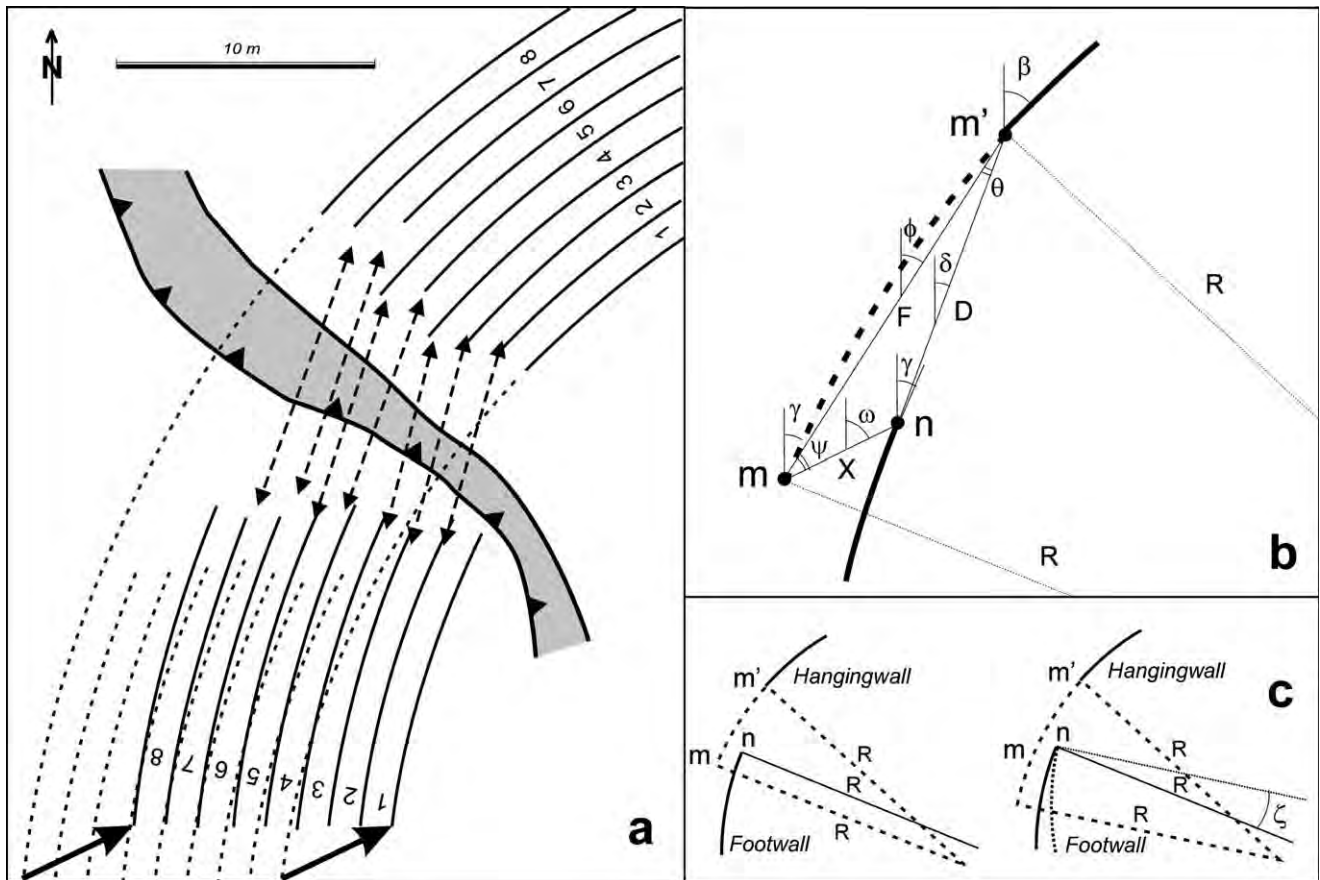 N
10 m
8
7
6
5
4
3
2
1
8
7
6
5
4
3
2
1
a
β
m'
θ
ϕ
δ
R
F
D
γ
γ
ω
n
ψ
m
X
b
R
m'
Hangingwall
n
m
R
R
R
Footwall
m'
Hangingwall
c
n
m
R
R
R
ζ
Footwall